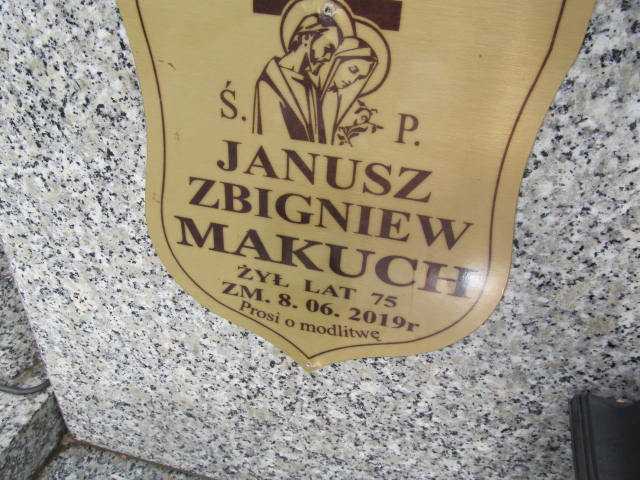 Ś. P.
JANUSZ
ZBIGNIEW
MAKUCH
ŻYŁ LAT 75
ZM. 8. 06. 2019r
Prosi o modlitwę